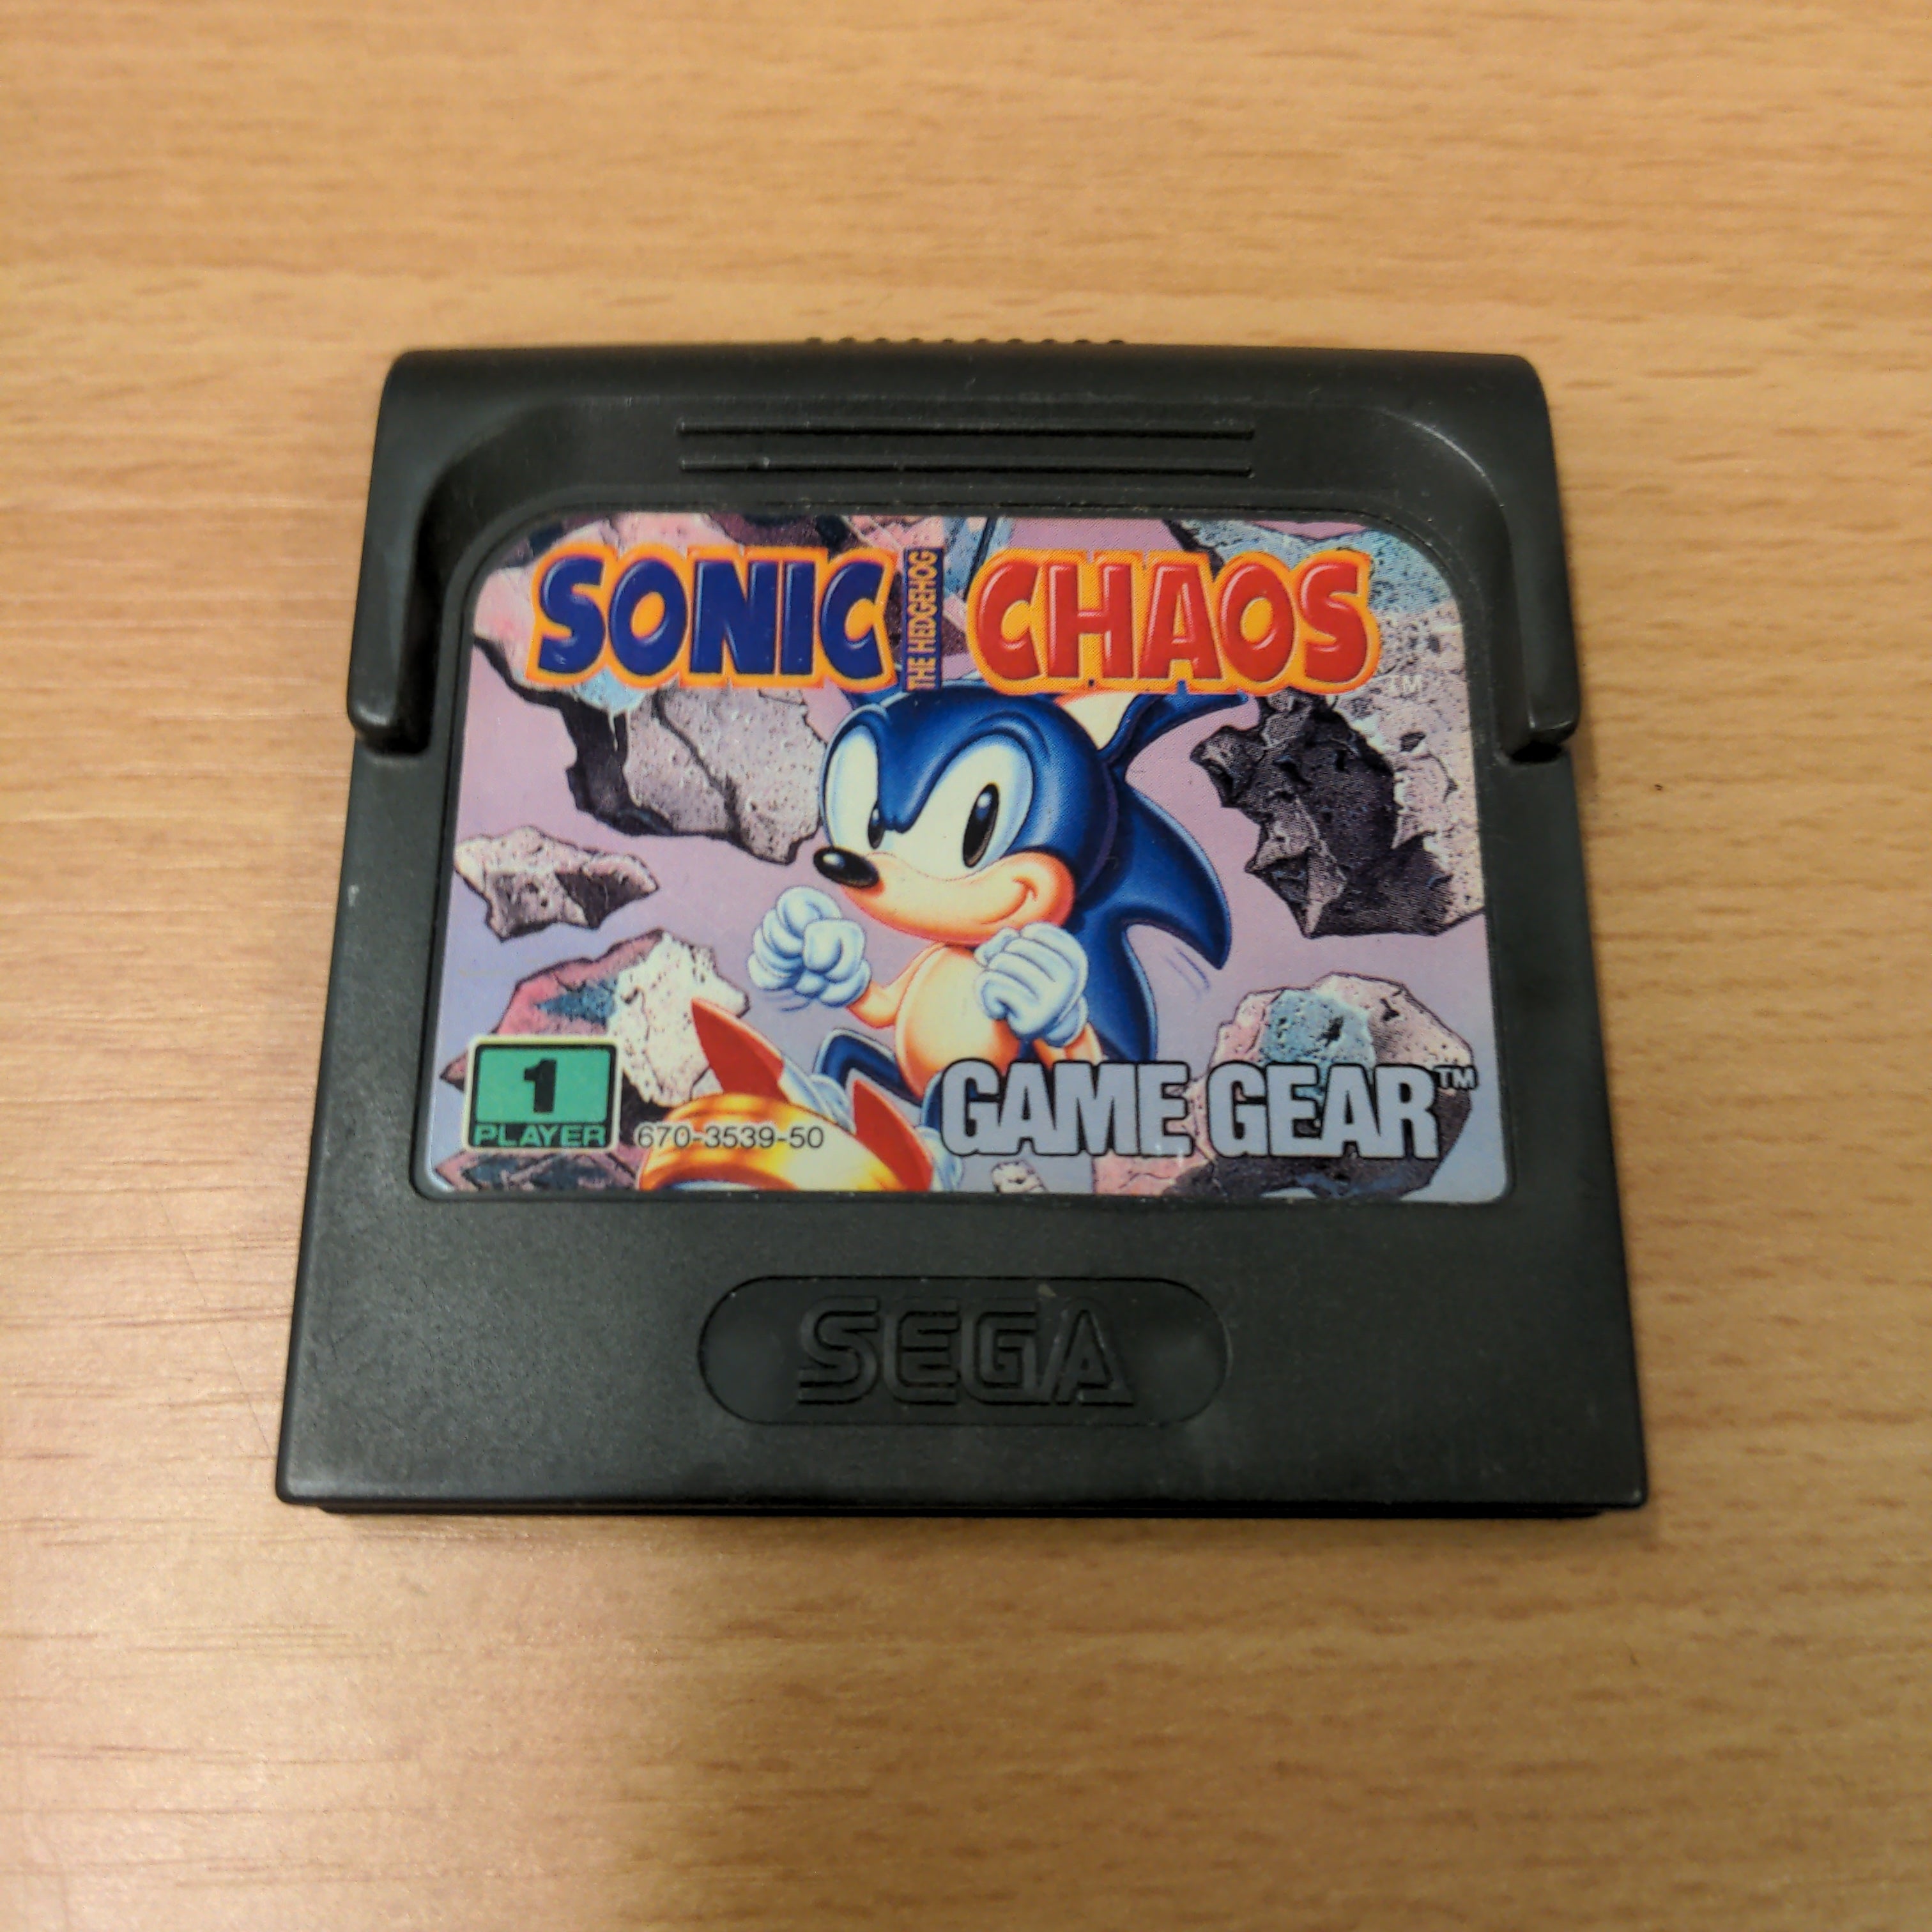 SONIC THE HEDGEHOG CHAOS TM
1
PLAYER
670-3539-50
GAME GEAR™
SEGA